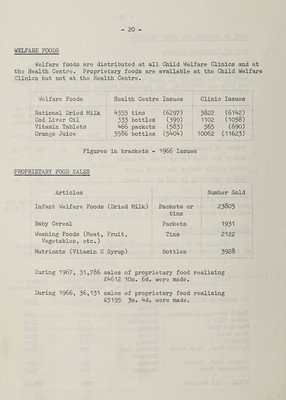 - 20 -
WELFARE FOODS
Welfare foods are distributed at all Child Welfare Clinics and at
the Health Centre. Proprietary foods are available at the Child Welfare
Clinics but not at the Health Centre.
Welfare Foods Health Centre Issues Clinic Issues
National Dried Milk 4355 tins (6297) 3822 (6142)
Cod Liver Oil 333 bottles (399) 1102 (1058)
Vitamin Tablets 466 packets (583) 565 (690)
Orange Juice 3586 bottles (5404) 10062 (11623)
Figures in brackets - 1966 Issues
PROPRIETARY FOOD SALES
Articles Number Sold
Infant Welfare Foods (Dried Milk) Packets or 23805
tins
Baby Cereal Packets 1931
Weaning Foods (Meat, Fruit, Tins 2122
Vegetables, etc.)
Nutrients (Vitamin C Syrup) Bottles 3928
During 1967, 31,786 sales of proprietary food realising
£4612 10s. 6d. were made.
During 1966, 36,131 sales of proprietary food realising
£5195 3s. 4d. were made.